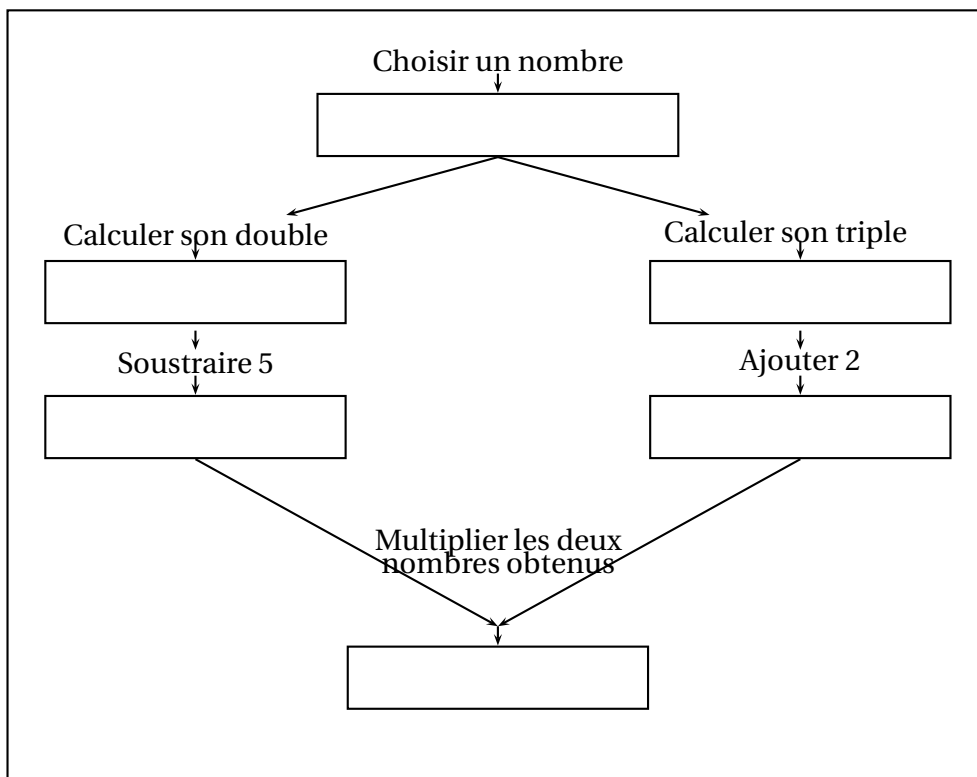 Choisir un nombre
Calculer son double
Calculer son triple
Soustraire 5
Ajouter 2
Multiplier les deux
nombres obtenus